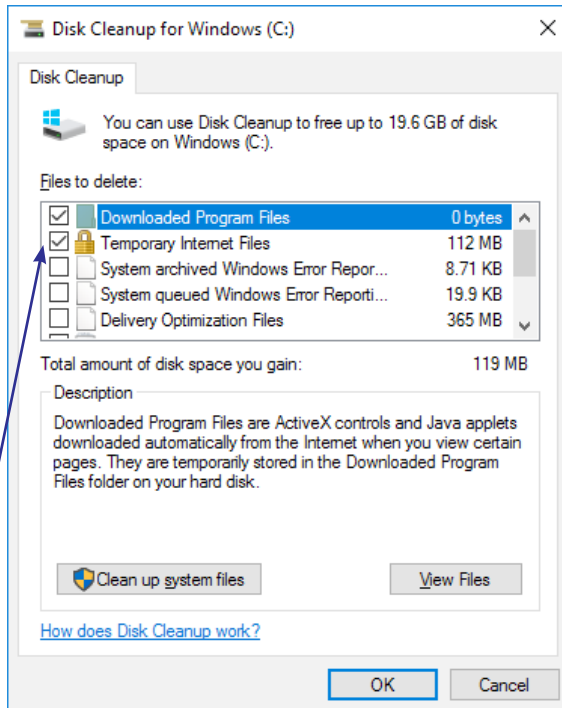 Disk Cleanup for Windows (C:)
Disk Cleanup
You can use Disk Cleanup to free up to 19.6 GB of disk
space on Windows (C:).
Files to delete:
Downloaded Program Files 0 bytes
Temporary Internet Files 112 MB
System archived Windows Error Repor... 8.71 KB
System queued Windows Error Reporti... 19.9 KB
Delivery Optimization Files 365 MB
Total amount of disk space you gain: 119 MB
Description
Downloaded Program Files are ActiveX controls and Java applets
downloaded automatically from the Internet when you view certain
pages. They are temporarily stored in the Downloaded Program
Files folder on your hard disk.
Clean up system files View Files
How does Disk Cleanup work?
OK Cancel